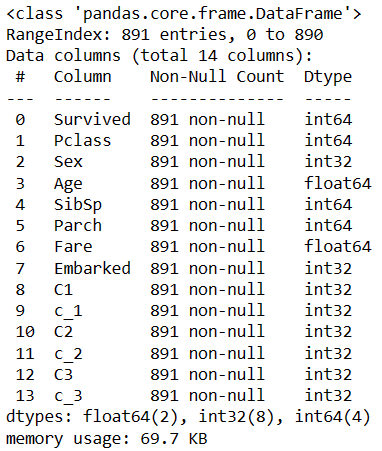 <class 'pandas.core.frame.DataFrame'>
RangeIndex: 891 entries, 0 to 890
Data columns (total 14 columns):
 #   Column    Non-Null Count  Dtype
---  ------    --------------  -----
 0   Survived  891 non-null    int64
 1   Pclass    891 non-null    int64
 2   Sex       891 non-null    int32
 3   Age       891 non-null    float64
 4   SibSp     891 non-null    int64
 5   Parch     891 non-null    int64
 6   Fare      891 non-null    float64
 7   Embarked  891 non-null    int32
 8   C1        891 non-null    int32
 9   c_1       891 non-null    int32
 10  C2        891 non-null    int32
 11  c_2       891 non-null    int32
 12  C3        891 non-null    int32
 13  c_3       891 non-null    int32
dtypes: float64(2), int32(8), int64(4)
memory usage: 69.7 KB